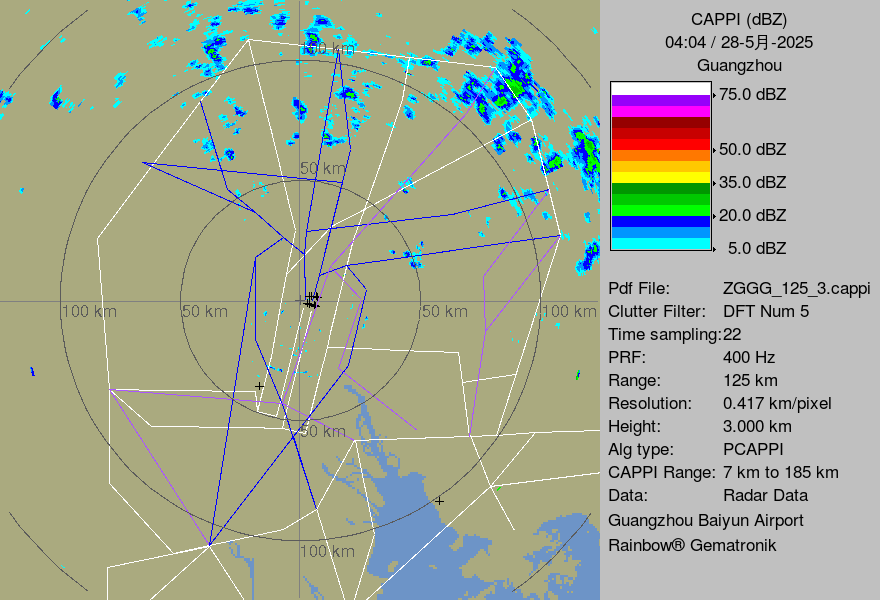 CAPPI (dBZ)
04:04 / 28-5月-2025
Guangzhou
75.0 dBZ
50.0 dBZ
35.0 dBZ
20.0 dBZ
5.0 dBZ
Pdf File: ZGGG_125_3.cappi
Clutter Filter: DFT Num 5
Time sampling:22
PRF: 400 Hz
Range: 125 km
Resolution: 0.417 km/pixel
Height: 3.000 km
Alg type: PCAPPI
CAPPI Range: 7 km to 185 km
Data: Radar Data
Guangzhou Baiyun Airport
Rainbow® Gematronik
100 km
50 km
100 km
50 km
50 km
100 km
50 km
100 km